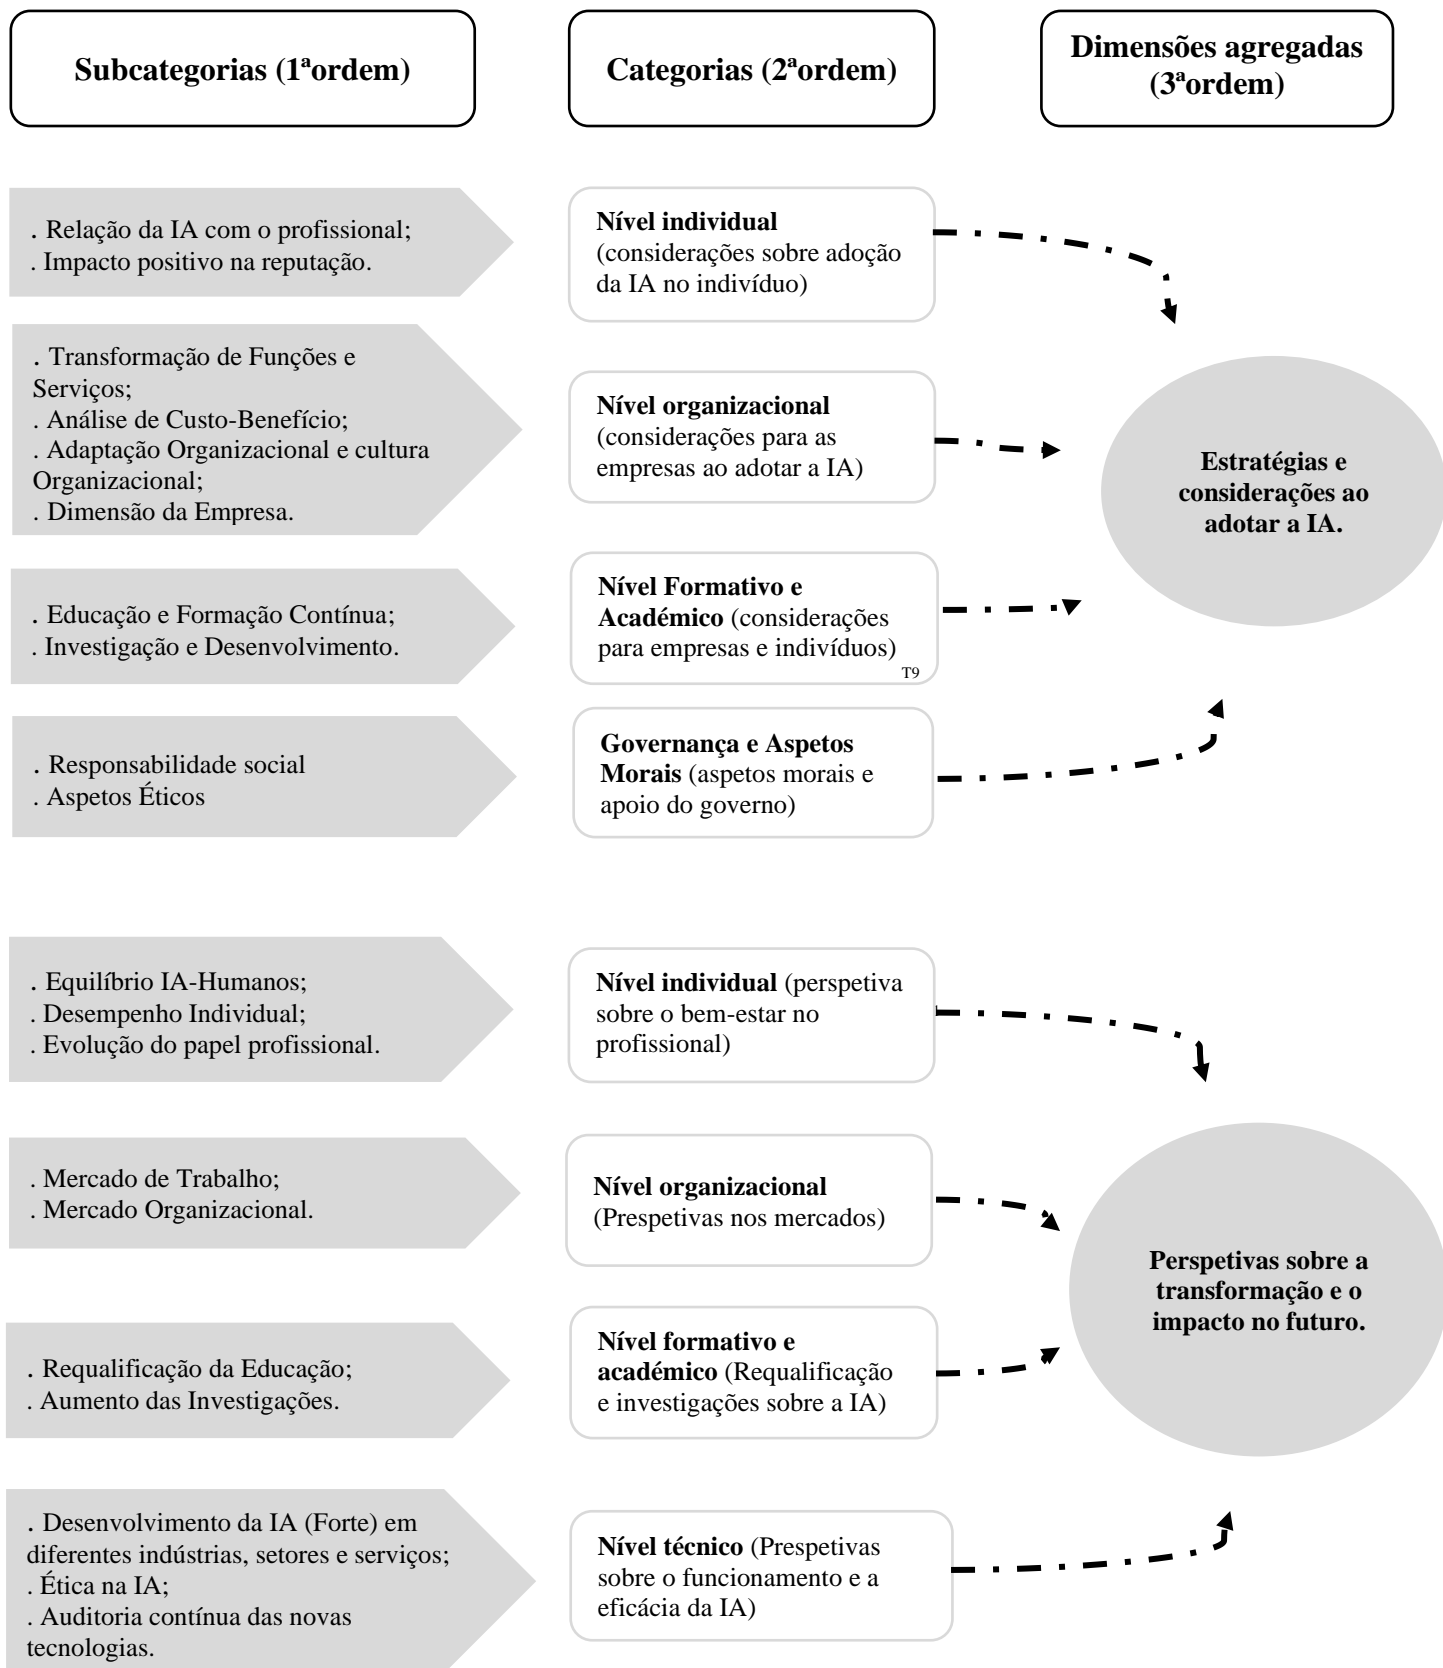 Subcategorias (1ªordem)
Categorias (2ªordem)
Dimensões agregadas
(3ªordem)
. Relação da IA com o profissional;
. Impacto positivo na reputação.
Nível individual
(considerações sobre adoção
da IA no indivíduo)
. Transformação de Funções e
Serviços;
. Análise de Custo-Benefício;
. Adaptação Organizacional e cultura
Organizacional;
. Dimensão da Empresa.
Nível organizacional
(considerações para as
empresas ao adotar a IA)
. Educação e Formação Contínua;
. Investigação e Desenvolvimento.
Nível Formativo e
Académico (considerações
para empresas e indivíduos)
T9
. Responsabilidade social
. Aspetos Éticos
Governança e Aspetos
Morais (aspetos morais e
apoio do governo)
Estratégias e
considerações ao
adotar a IA.
. Equilíbrio IA-Humanos;
. Desempenho Individual;
. Evolução do papel profissional.
Nível individual (perspetiva
sobre o bem-estar no
profissional)
. Mercado de Trabalho;
. Mercado Organizacional.
Nível organizacional
(Prespetivas nos mercados)
. Requalificação da Educação;
. Aumento das Investigações.
Nível formativo e
académico (Requalificação
e investigações sobre a IA)
. Desenvolvimento da IA (Forte) em
diferentes indústrias, setores e serviços;
. Ética na IA;
. Auditoria contínua das novas
tecnologias.
Nível técnico (Prespetivas
sobre o funcionamento e a
eficácia da IA)
Perspetivas sobre a
transformação e o
impacto no futuro.